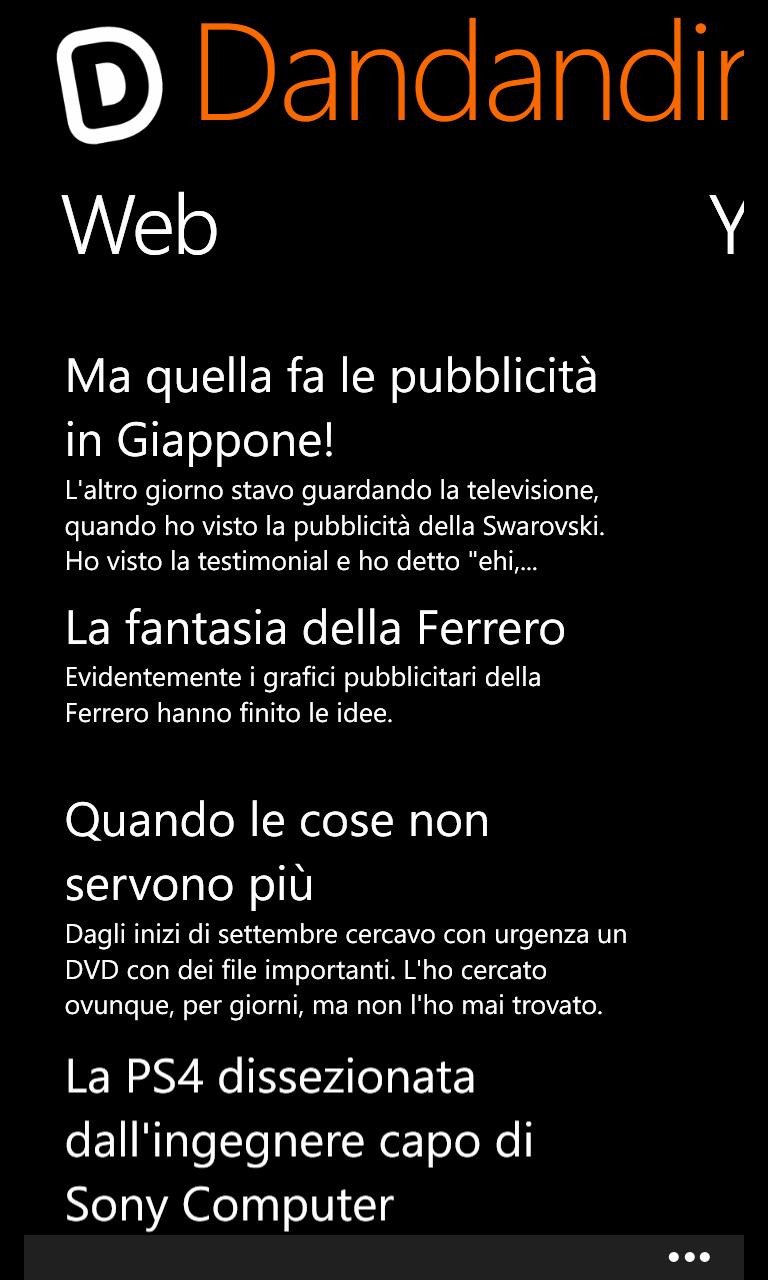 D Dandandin
Web Y
Ma quella fa le pubblicità
in Giappone!
L'altro giorno stavo guardando la televisione,
quando ho visto la pubblicità della Swarovski.
Ho visto la testimonial e ho detto "ehi,...
La fantasia della Ferrero
Evidentemente i grafici pubblicitari della
Ferrero hanno finito le idee.
Quando le cose non
servono più
Dagli inizi di settembre cercavo con urgenza un
DVD con dei file importanti. L'ho cercato
ovunque, per giorni, ma non l'ho mai trovato.
La PS4 dissezionata
dall'ingegnere capo di
Sony Computer